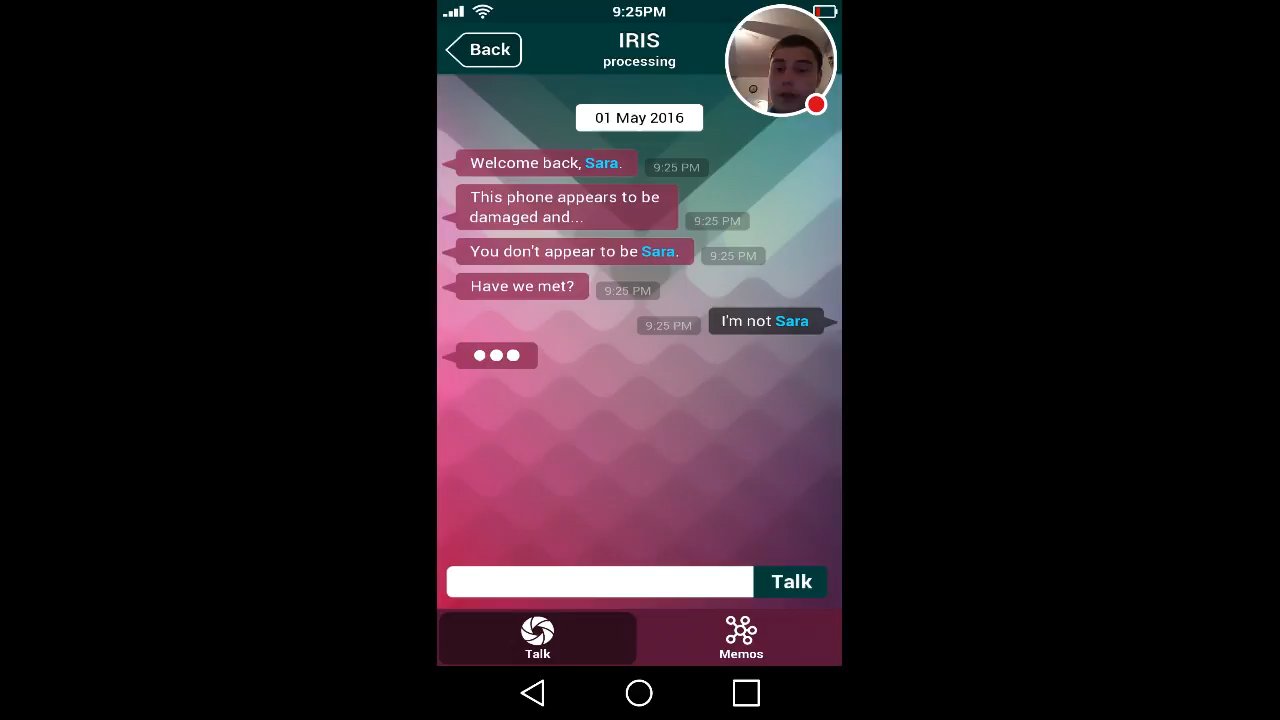 9:25PM
Back
IRIS
processing
01 May 2016
Welcome back, Sara.
9:25 PM
This phone appears to be
damaged and...
9:25 PM
You don't appear to be Sara.
9:25 PM
Have we met?
9:25 PM
9:25 PM
I'm not Sara
Talk
Talk
Memos